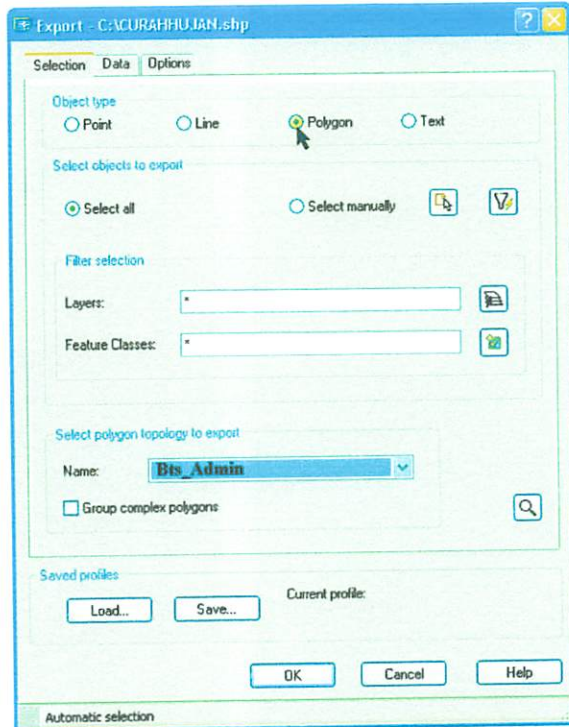 Export - C:\CURAHHUJAN.shp
Selection Data Options
Object type
Point Line Polygon Text
Select objects to export
Select all Select manually
Filter selection
Layers: *
Feature Classes: *
Select polygon topology to export
Name: Bts_Admin
Group complex polygons
Saved profiles
Load... Save... Current profile:
OK Cancel Help
Automatic selection